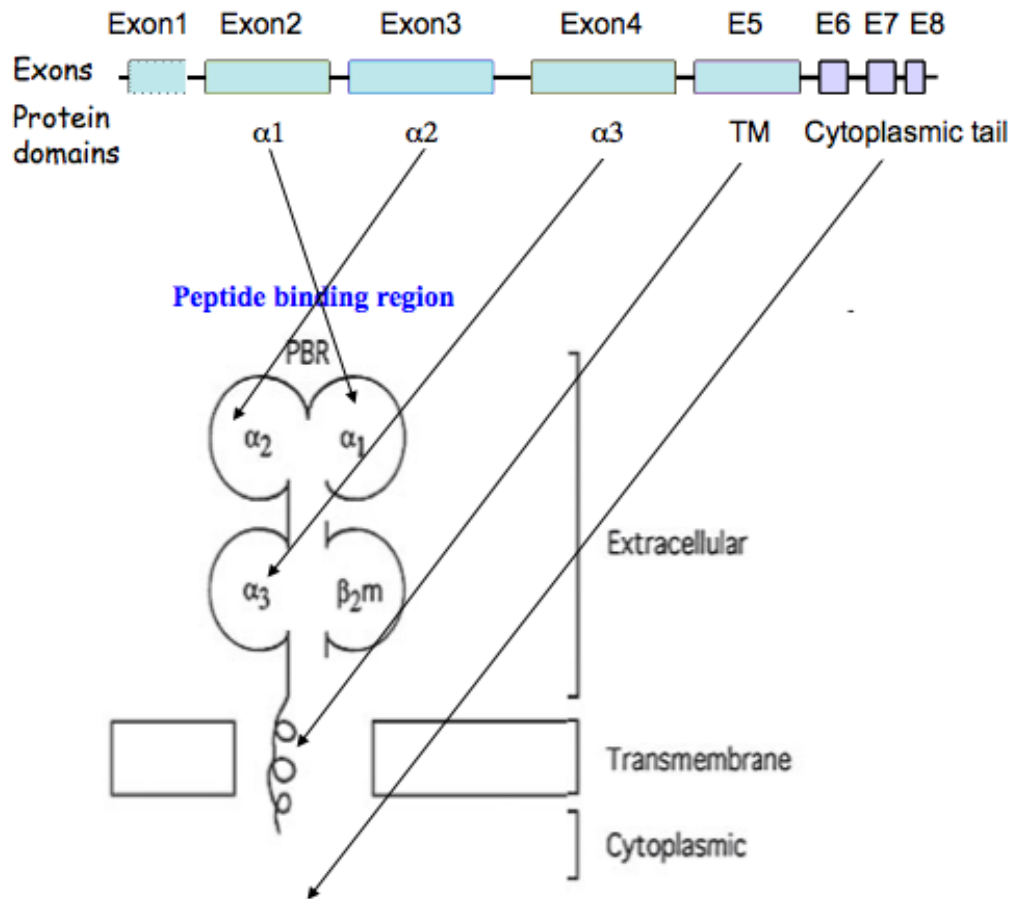 Exon1 Exon2 Exon3 Exon4 E5 E6 E7 E8
Exons
Protein
domains
α1 α2 α3 TM Cytoplasmic tail
Peptide binding region
PBR
α2 α1
Extracellular
α3 β2m
Transmembrane
Cytoplasmic